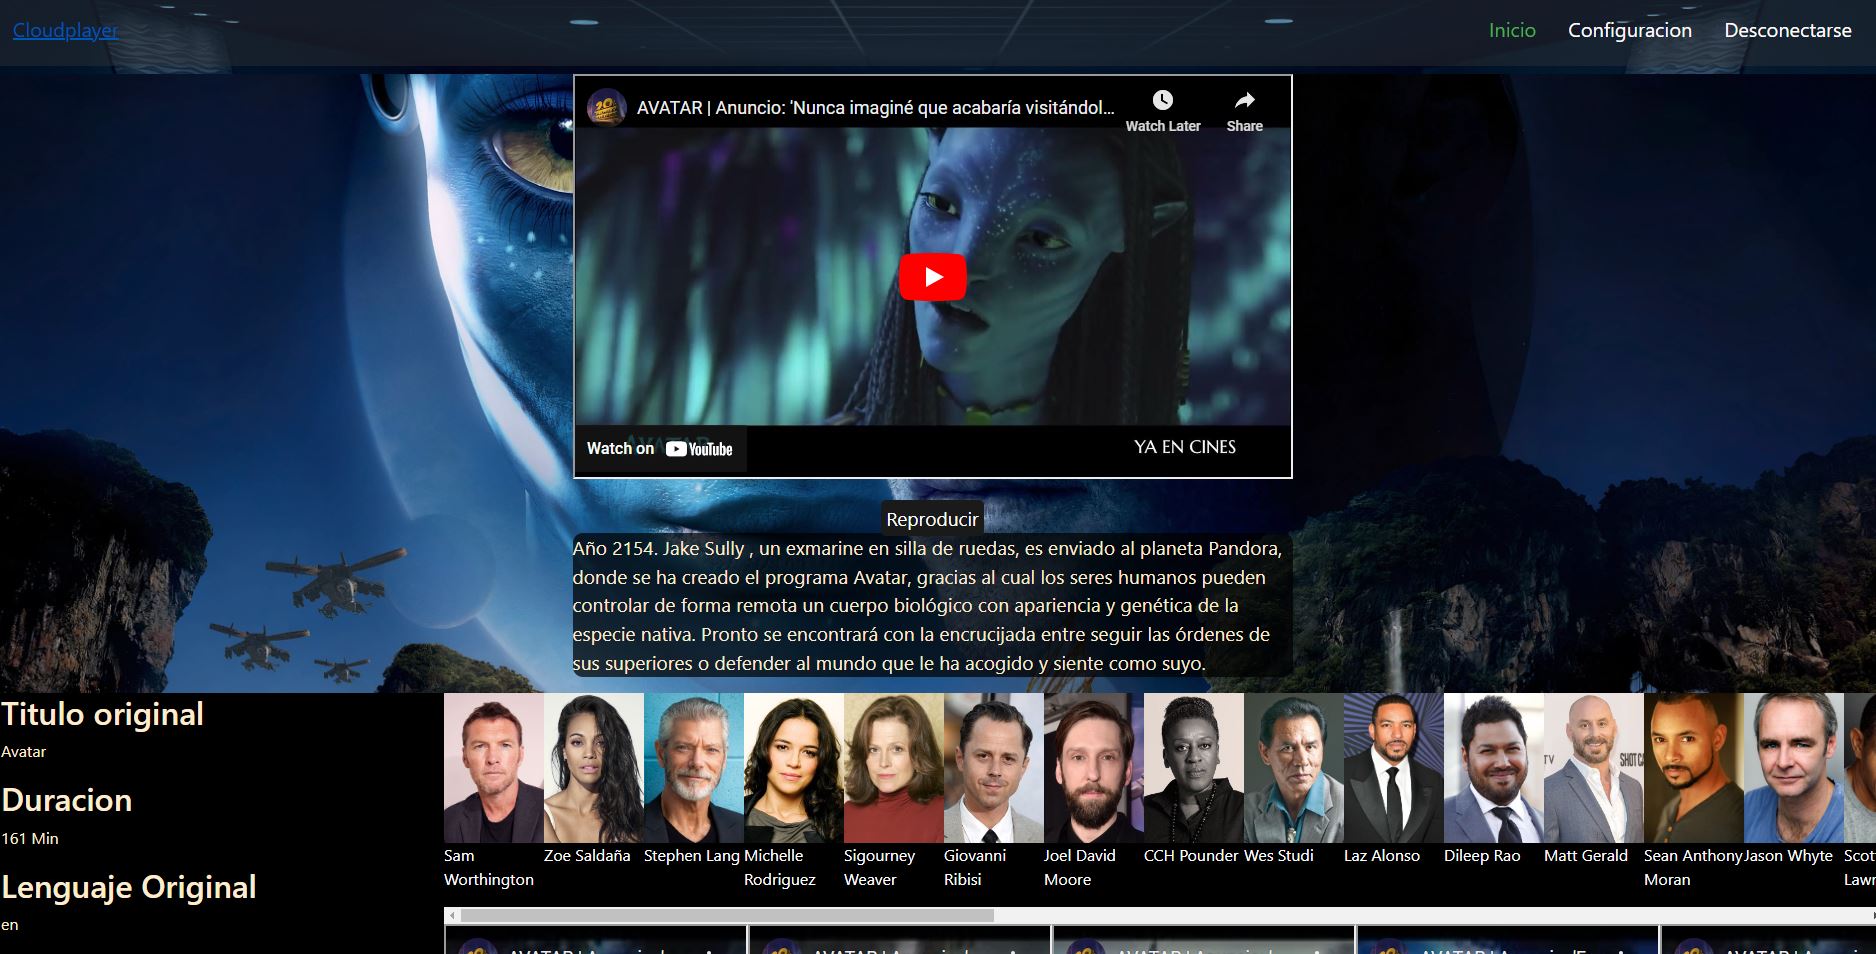 Cloudplayer
Inicio Configuracion Desconectarse
AVATAR | Anuncio: 'Nunca imaginé que acabaría visitándol...
Watch Later
Share
Watch on YouTube
YA EN CINES
Reproducir
Año 2154. Jake Sully , un exmarine en silla de ruedas, es enviado al planeta Pandora,
donde se ha creado el programa Avatar, gracias al cual los seres humanos pueden
controlar de forma remota un cuerpo biológico con apariencia y genética de la
especie nativa. Pronto se encontrará con la encrucijada entre seguir las órdenes de
sus superiores o defender al mundo que le ha acogido y siente como suyo.
Titulo original
Avatar
Duracion
161 Min
Lenguaje Original
en
Sam
Worthington
Zoe Saldaña
Stephen Lang
Michelle
Rodriguez
Sigourney
Weaver
Giovanni
Ribisi
Joel David
Moore
CCH Pounder
Wes Studi
Laz Alonso
Dileep Rao
Matt Gerald
Sean Anthony
Moran
Jason Whyte
Scot
Lawr